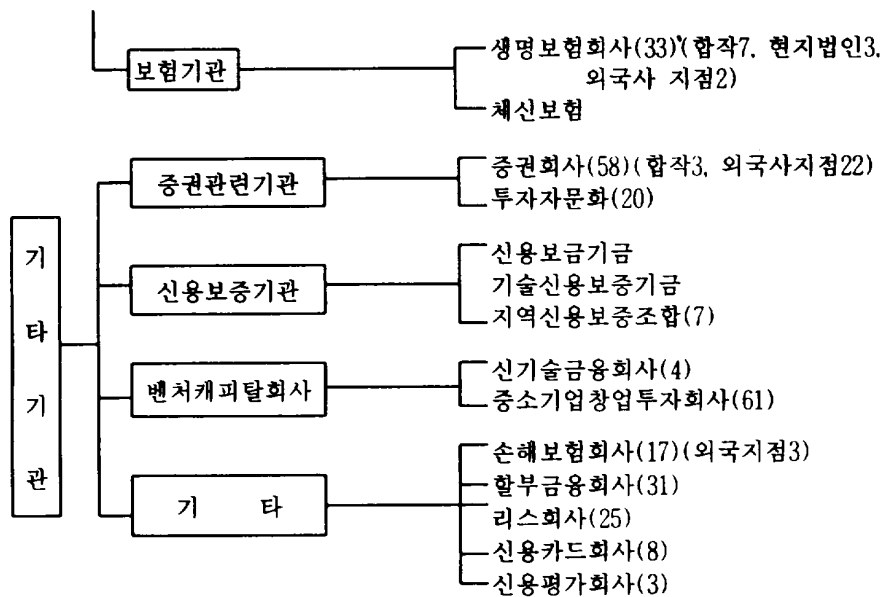 보험기관
생명보험회사(33)(합작7, 현지법인3,
외국사 지점2)
체신보험
기타기관
증권관련기관
증권회사(58)(합작3, 외국사지점22)
투자자문화(20)
신용보증기관
신용보금기금
기술신용보증기금
지역신용보증조합(7)
벤처캐피탈회사
신기술금융회사(4)
중소기업창업투자회사(61)
기 타
손해보험회사(17)(외국지점3)
할부금융회사(31)
리스회사(25)
신용카드회사(8)
신용평가회사(3)